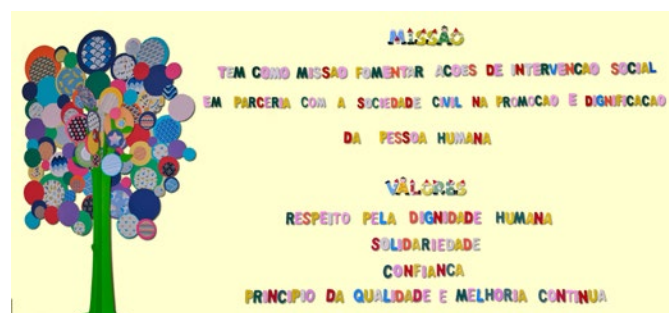 MISSÃO
TEM COMO MISSAO FOMENTAR ACOES DE INTERVENCAO SOCIAL
EM PARCERIA COM A SOCIEDADE CIVIL NA PROMOCAO E DIGNIFICACAO
DA PESSOA HUMANA
VALORES
RESPEITO PELA DIGNIDADE HUMANA
SOLIDARIEDADE
CONFIANCA
PRINCIPIO DA QUALIDADE E MELHORIA CONTINUA